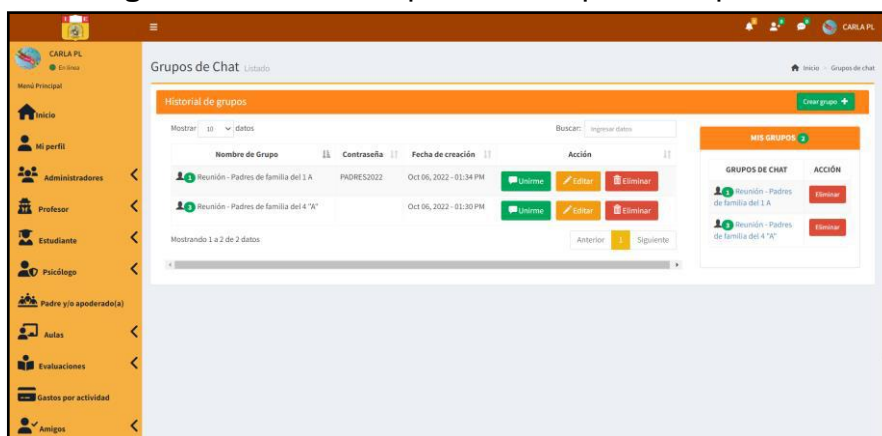 CARLA PL
CARLA PL
En línea
Menú Principal
Inicio
Mi perfil
Administradores
Profesor
Estudiante
Psicólogo
Padre y/o apoderado(a)
Aulas
Evaluaciones
Gastos por actividad
Amigos
Grupos de Chat Listado
Inicio > Grupos de chat
Historial de grupos
Crear grupo +
Mostrar 10 datos
Buscar: Ingresar datos
Nombre de Grupo Contraseña Fecha de creación Acción
1 Reunión - Padres de familia del 1 A PADRES2022 Oct 06, 2022 - 01:34 PM Unirme Editar Eliminar
3 Reunión - Padres de familia del 4 "A" Oct 06, 2022 - 01:30 PM Unirme Editar Eliminar
Mostrando 1 a 2 de 2 datos
Anterior 1 Siguiente
MIS GRUPOS 2
GRUPOS DE CHAT ACCIÓN
1 Reunión - Padres de familia del 1 A Eliminar
3 Reunión - Padres de familia del 4 "A" Eliminar